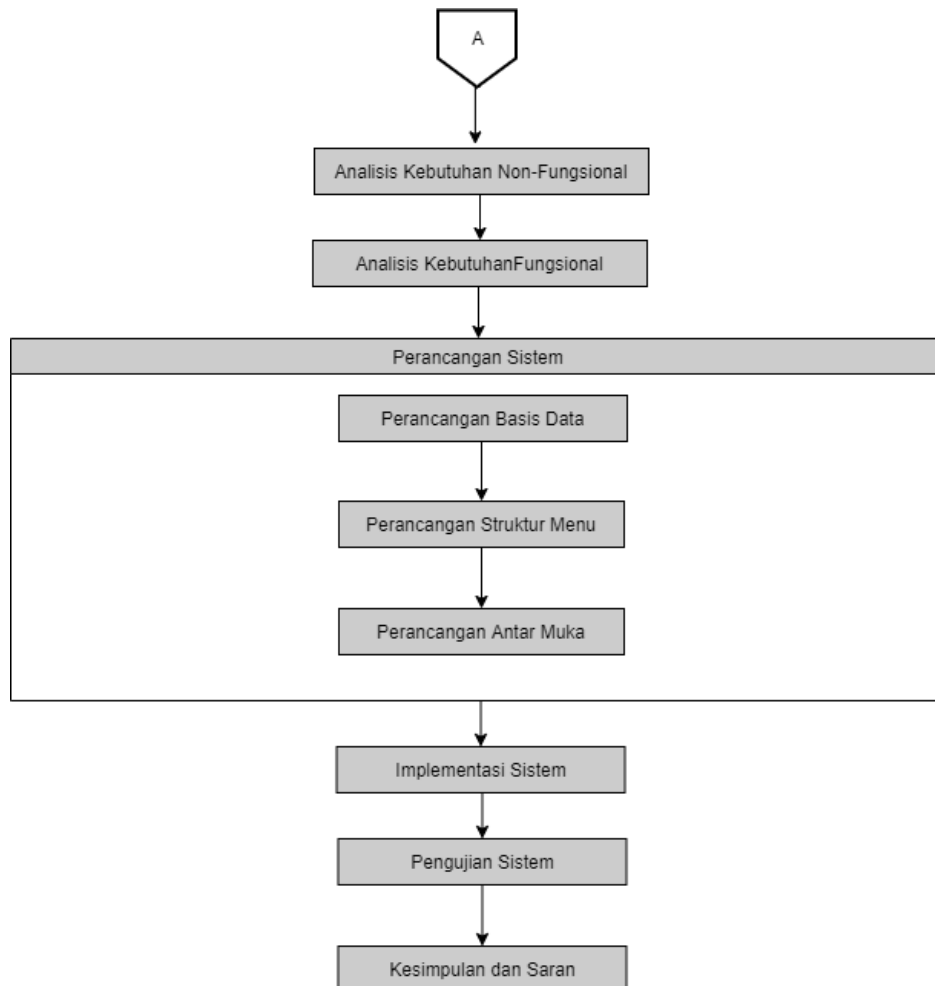 A
Analisis Kebutuhan Non-Fungsional
Analisis KebutuhanFungsional
Perancangan Sistem
Perancangan Basis Data
Perancangan Struktur Menu
Perancangan Antar Muka
Implementasi Sistem
Pengujian Sistem
Kesimpulan dan Saran